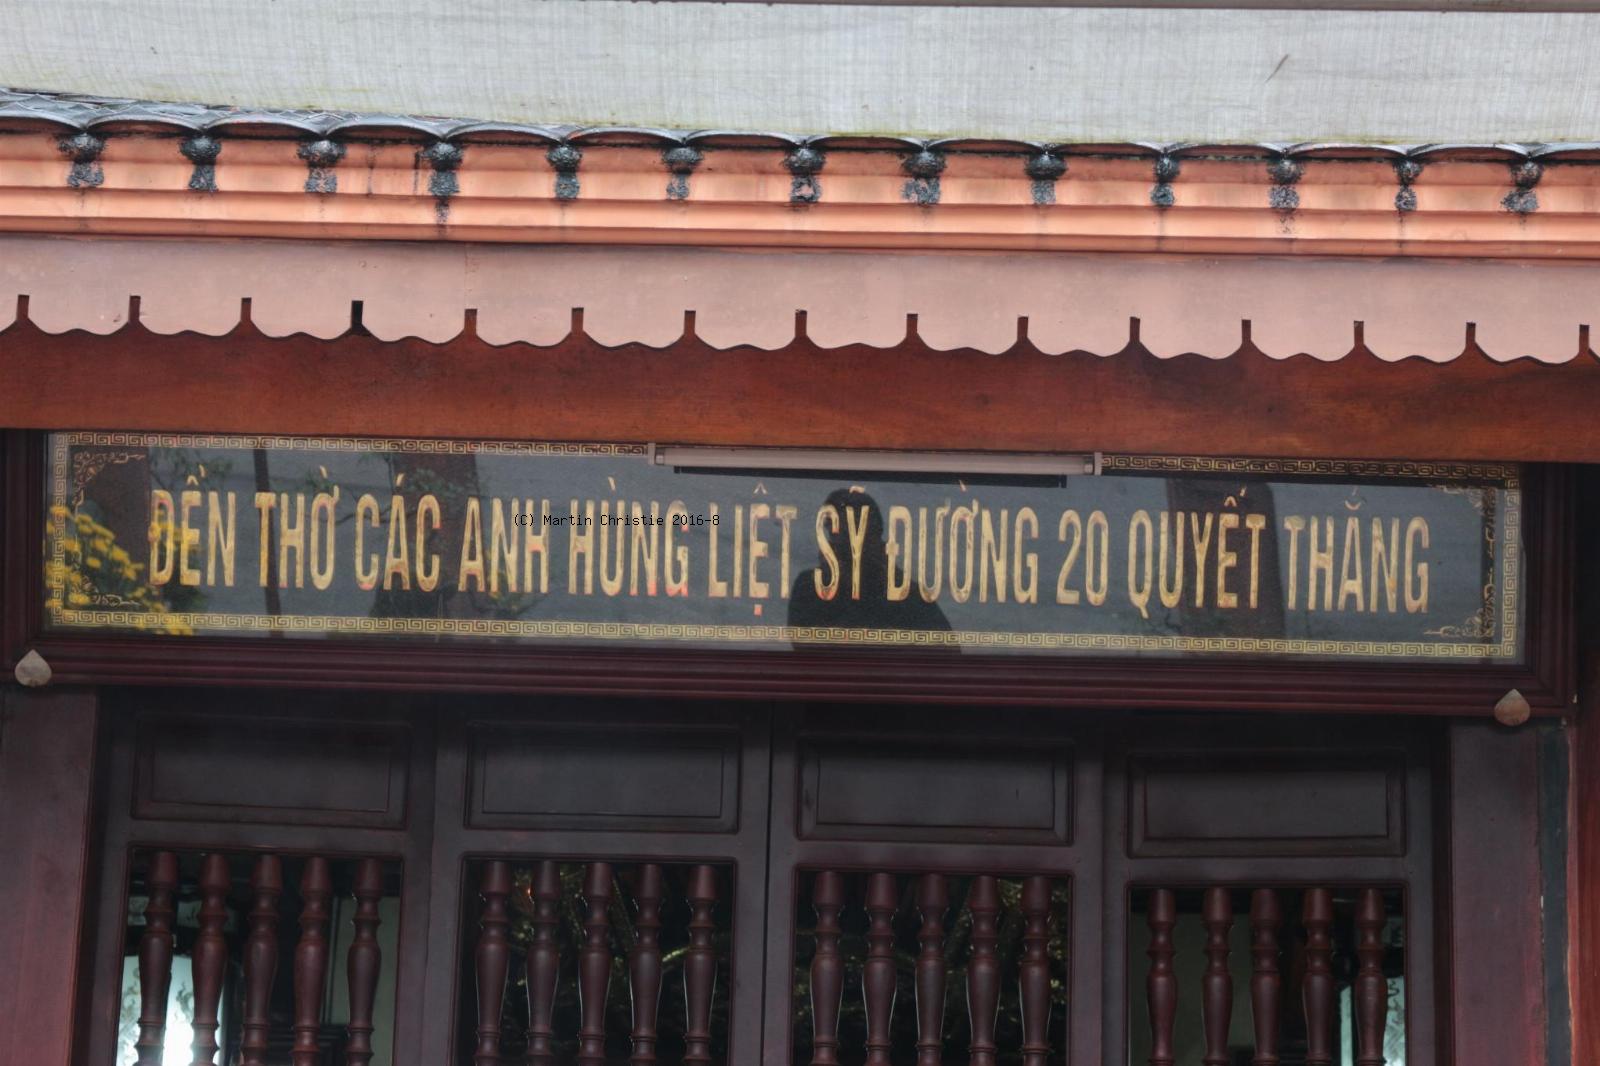 ĐỀN THỜ CÁC ANH HÙNG LIỆT SỸ ĐƯỜNG 20 QUYẾT THẮNG
(C) Martin Christie 2016-8